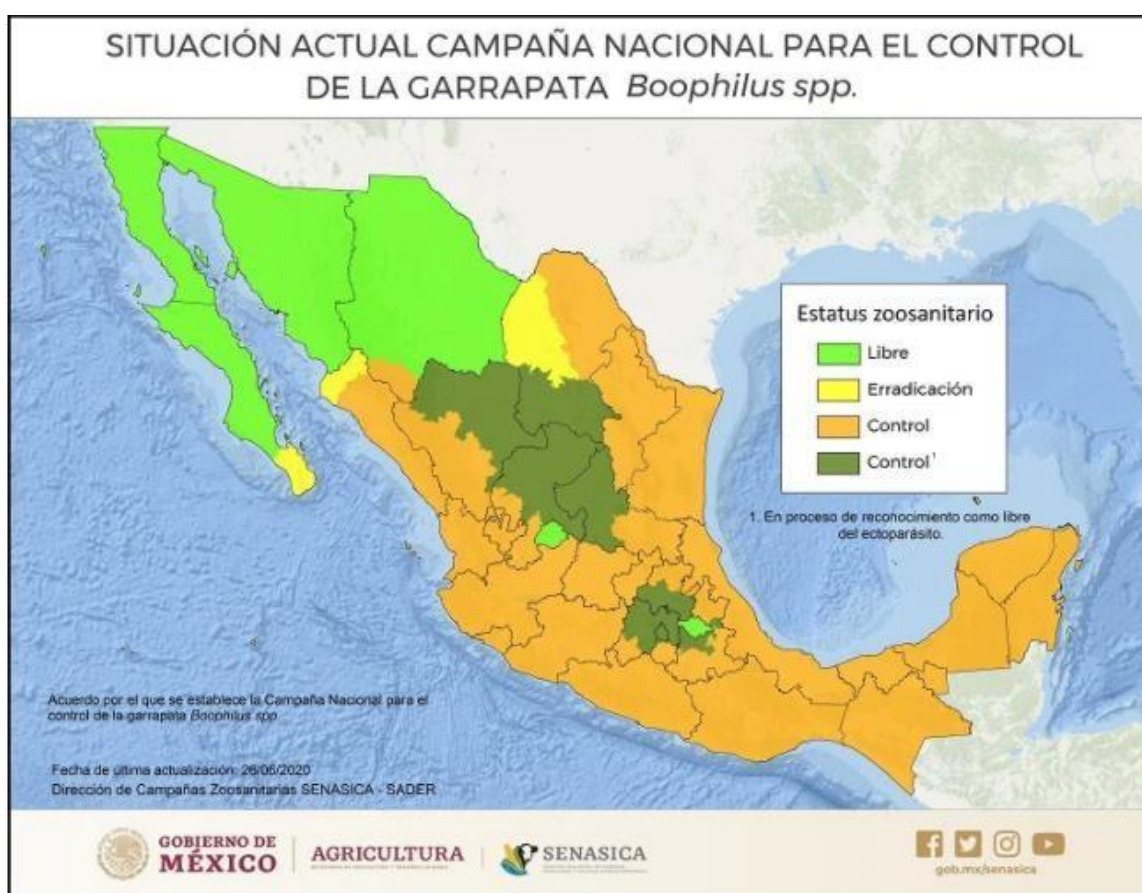 SITUACIÓN ACTUAL CAMPAÑA NACIONAL PARA EL CONTROL
DE LA GARRAPATA Boophilus spp.
Estatus zoosanitario
Libre
Erradicación
Control
Control¹
1. En proceso de reconocimiento como libre
del ectoparásito.
Acuerdo por el que se establece la Campaña Nacional para el
control de la garrapata Boophilus spp.
Fecha de última actualización: 26/06/2020
Dirección de Campañas Zoosanitarias SENASICA - SADER
GOBIERNO DE
MÉXICO
AGRICULTURA
SENASICA
gob.mx/senasica